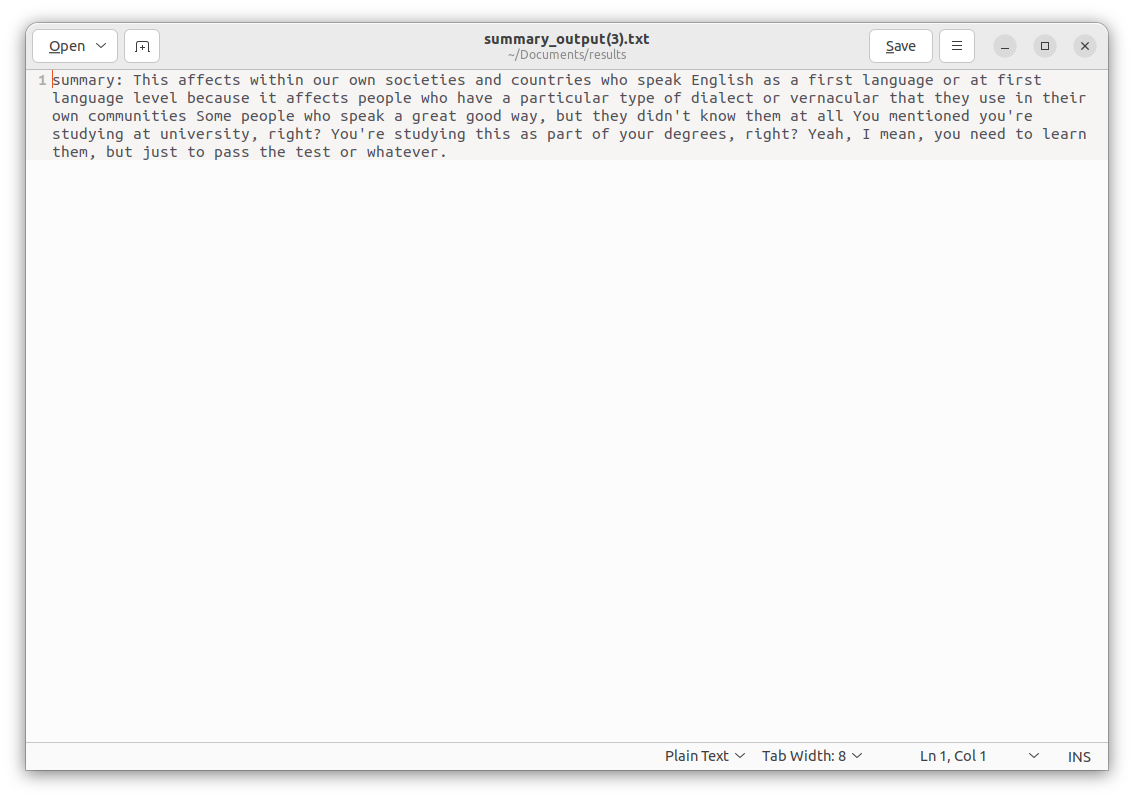 Open
summary_output(3).txt
~/Documents/results
Save
1 summary: This affects within our own societies and countries who speak English as a first language or at first
language level because it affects people who have a particular type of dialect or vernacular that they use in their
own communities Some people who speak a great good way, but they didn't know them at all You mentioned you're
studying at university, right? You're studying this as part of your degrees, right? Yeah, I mean, you need to learn
them, but just to pass the test or whatever.
Plain Text
Tab Width: 8
Ln 1, Col 1
INS